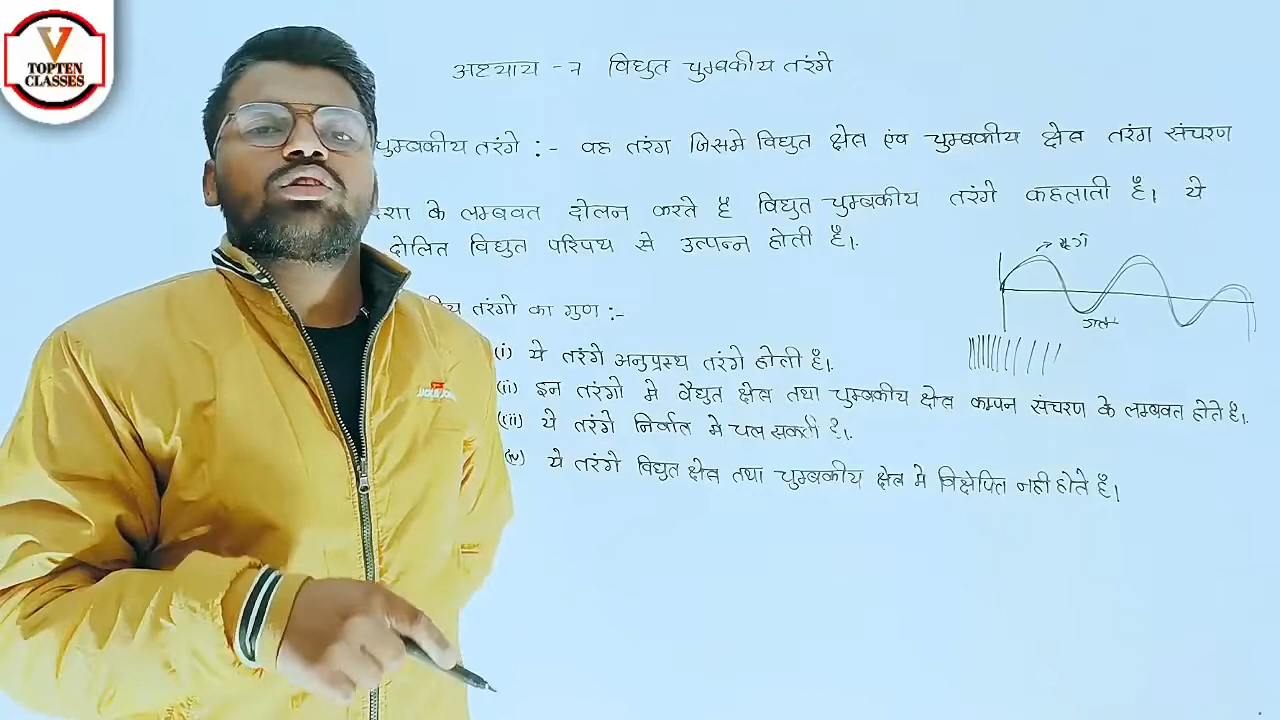 V
TOPTEN
CLASSES
अध्याय - 7 विद्युत चुम्बकीय तरंगे
चुम्बकीय तरंगे :- वह तरंग जिसमे विद्युत क्षेत्र एंव चुम्बकीय क्षेत्र तरंग संचरण
के लम्बवत दोलन करते है विद्युत चुम्बकीय तरंगे कहलाती है। ये
दोलित विद्युत परिपथ से उत्पन्न होती है।
श्रृंग
गर्त
तरंगो का गुण :-
(i) ये तरंगे अनुप्रस्थ तरंगे होती है।
(ii) इन तरंगो मे वैद्युत क्षेत्र तथा चुम्बकीय क्षेत्र कम्पन संचरण के लम्बवत होते है।
(iii) ये तरंगे निर्वात मे चल सकती है।
(iv) ये तरंगे विद्युत क्षेत्र तथा चुम्बकीय क्षेत्र मे विक्षेपित नही होते है।